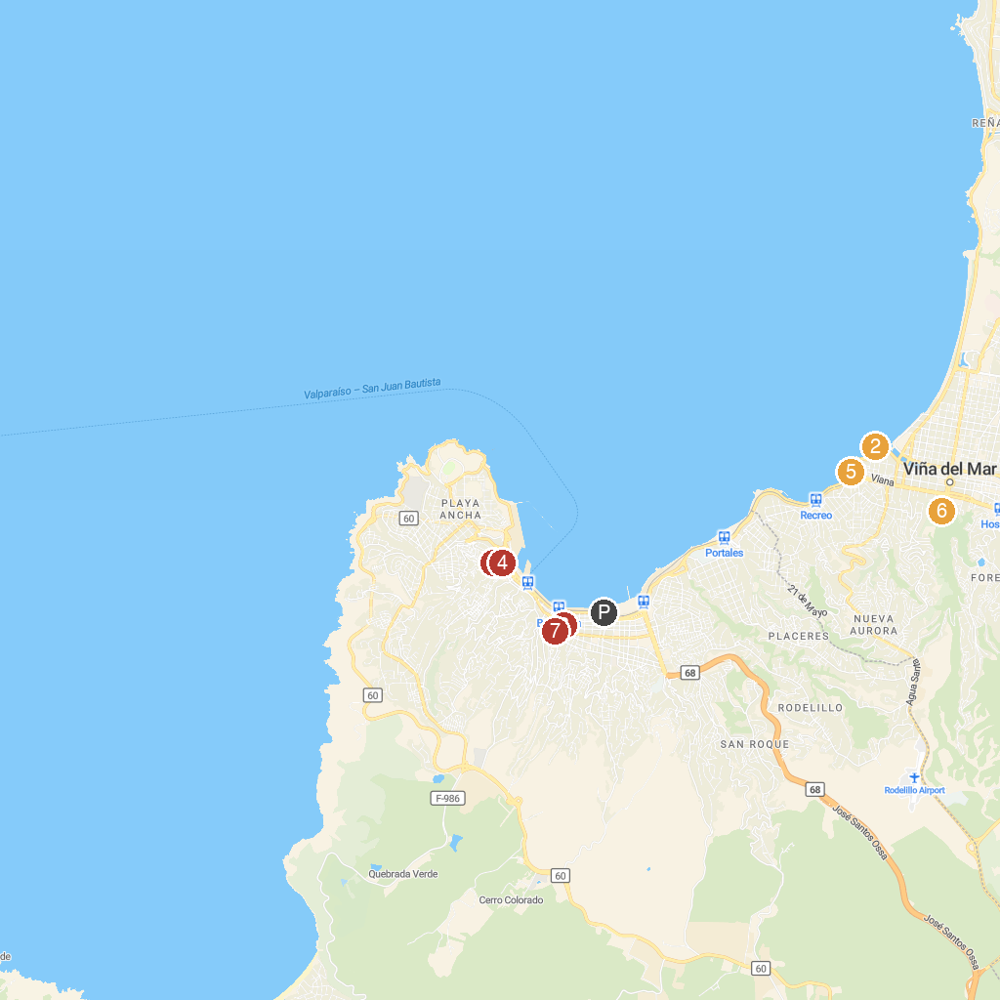 REÑA
Valparaíso – San Juan Bautista
2
Viña del Mar
5
Viana
PLAYA
ANCHA
60
6
Recreo
Hos
Portales
4
FORE
21 de Mayo
P
NUEVA
AURORA
7
PLACERES
68
Agua Santa
60
RODELILLO
SAN ROQUE
Rodelillo Airport
68
F-986
José Santos Ossa
Quebrada Verde
60
Cerro Colorado
José Santos Ossa
de
60